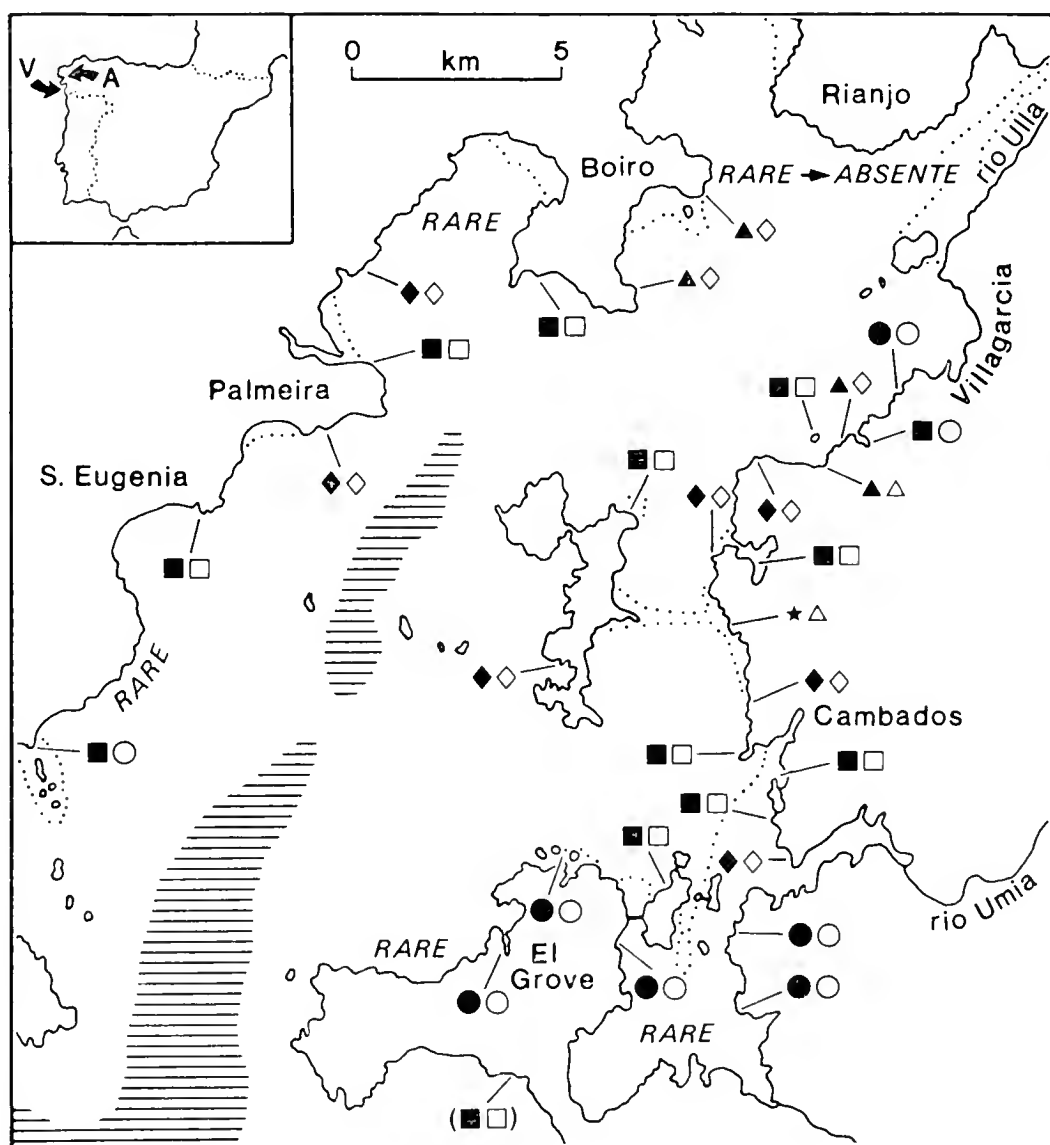 V
A
0 5
km
Rianjo
rio Ulla
Boiro
RARE → ABSENTE
RARE
Villagarcia
Palmeira
S. Eugenia
RARE
Cambados
rio Umia
RARE
El
Grove
RARE
( )